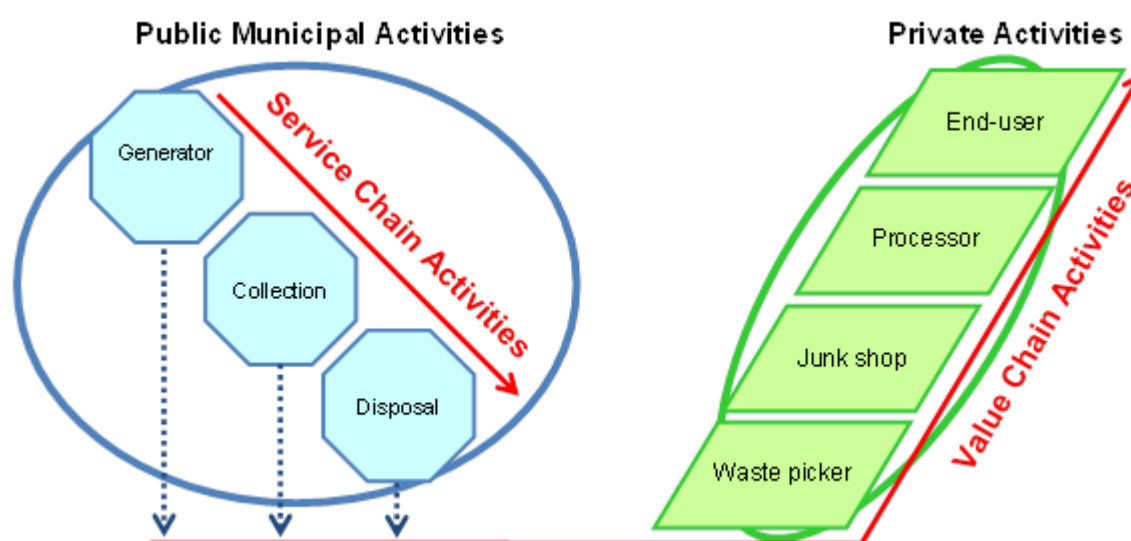 Public Municipal Activities
Private Activities
Generator
Service Chain Activities
Collection
Disposal
End-user
Processor
Junk shop
Waste picker
Value Chain Activities